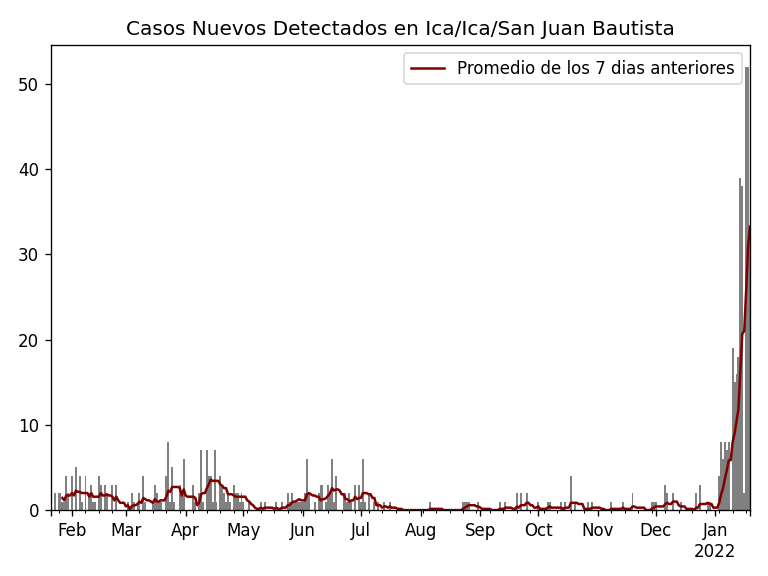 Casos Nuevos Detectados en Ica/Ica/San Juan Bautista
Promedio de los 7 dias anteriores
50
40
30
20
10
0
Feb Mar Apr May Jun Jul Aug Sep Oct Nov Dec Jan
2022